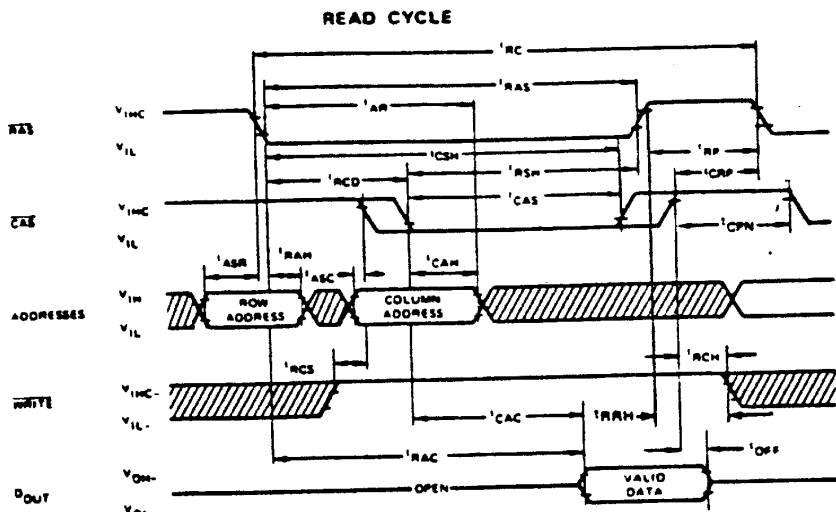 READ CYCLE
tRC
tRAS
tAR
RAS
VIHC
VIL
tCSH
tRP
tRCD
tRSH
tCRP
tCAS
CAS
VIHC
VIL
tCPN
tASR
tRAH
tASC
tCAH
ADDRESSES
VIH
VIL
ROW
ADDRESS
COLUMN
ADDRESS
tRCS
tRCH
WRITE
VIHC-
VIL-
tCAC
tRRH
tRAC
tOFF
DOUT
VOH-
OPEN
VALID
DATA